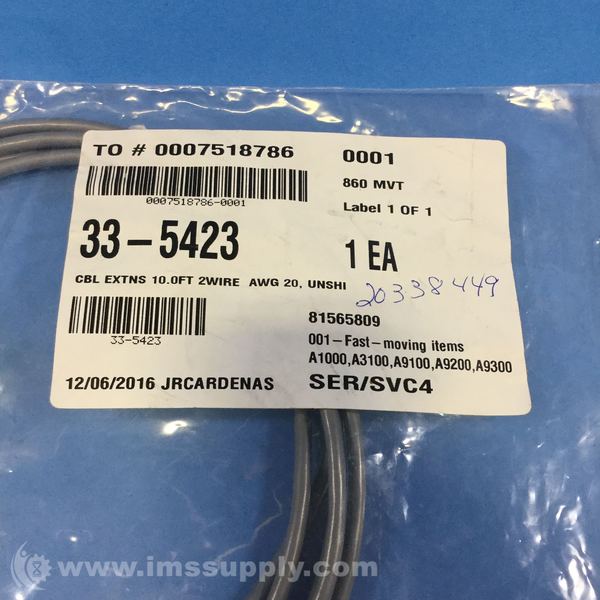 TO # 0007518786
0001
860 MVT
0007518786-0001
Label 1 OF 1
33-5423
1 EA
CBL EXTNS 10.0FT 2WIRE AWG 20, UNSHI
20338449
33-5423
81565809
001-Fast-moving items
A1000,A3100,A9100,A9200,A9300
12/06/2016 JRCARDENAS
SER/SVC4
www.imssupply.com